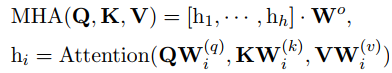 MHA(Q, K, V) = [h₁, ⋯ , hₕ] · Wᵒ,
hᵢ = Attention(QWᵢ⁽q⁾, KWᵢ⁽ᵏ⁾, VWᵢ⁽ᵛ⁾)